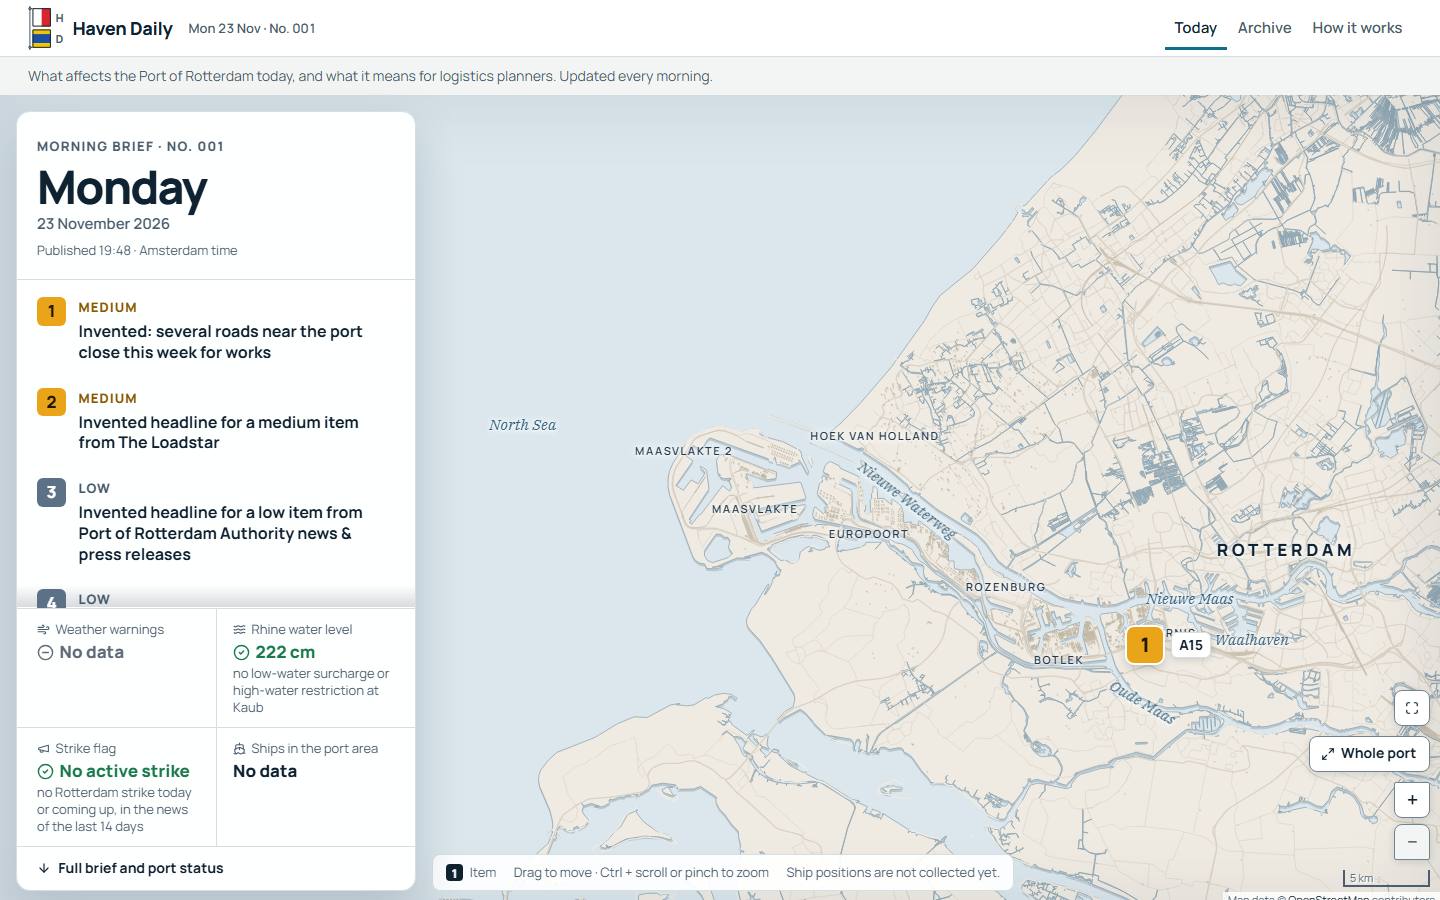 H
D
Haven Daily
Mon 23 Nov · No. 001
Today
Archive
How it works
What affects the Port of Rotterdam today, and what it means for logistics planners. Updated every morning.
MORNING BRIEF · NO. 001
Monday
23 November 2026
Published 19:48 · Amsterdam time
1
MEDIUM
Invented: several roads near the port
close this week for works
2
MEDIUM
Invented headline for a medium item
from The Loadstar
3
LOW
Invented headline for a low item from
Port of Rotterdam Authority news &
press releases
4
LOW
Weather warnings
No data
Rhine water level
222 cm
no low-water surcharge or
high-water restriction at
Kaub
Strike flag
No active strike
no Rotterdam strike today
or coming up, in the news
of the last 14 days
Ships in the port area
No data
Full brief and port status
North Sea
MAASVLAKTE 2
HOEK VAN HOLLAND
Nieuwe Waterweg
MAASVLAKTE
EUROPOORT
ROTTERDAM
ROZENBURG
Nieuwe Maas
1
A15
Waalhaven
BOTLEK
Oude Maas
Whole port
+
−
5 km
1
Item
Drag to move · Ctrl + scroll or pinch to zoom
Ship positions are not collected yet.
Map data © OpenStreetMap contributors